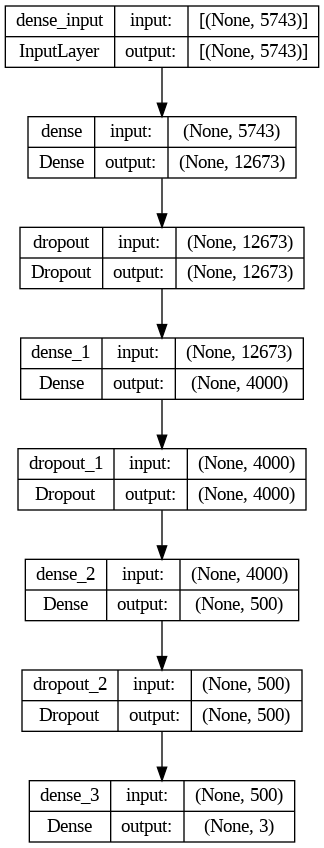 dense_input input: [(None, 5743)]
InputLayer output: [(None, 5743)]
dense input: (None, 5743)
Dense output: (None, 12673)
dropout input: (None, 12673)
Dropout output: (None, 12673)
dense_1 input: (None, 12673)
Dense output: (None, 4000)
dropout_1 input: (None, 4000)
Dropout output: (None, 4000)
dense_2 input: (None, 4000)
Dense output: (None, 500)
dropout_2 input: (None, 500)
Dropout output: (None, 500)
dense_3 input: (None, 500)
Dense output: (None, 3)